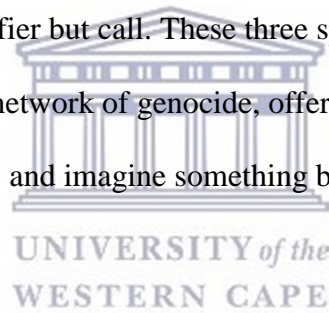 fier but call. These three s
network of genocide, offer
and imagine something b
UNIVERSITY of the
WESTERN CAPE